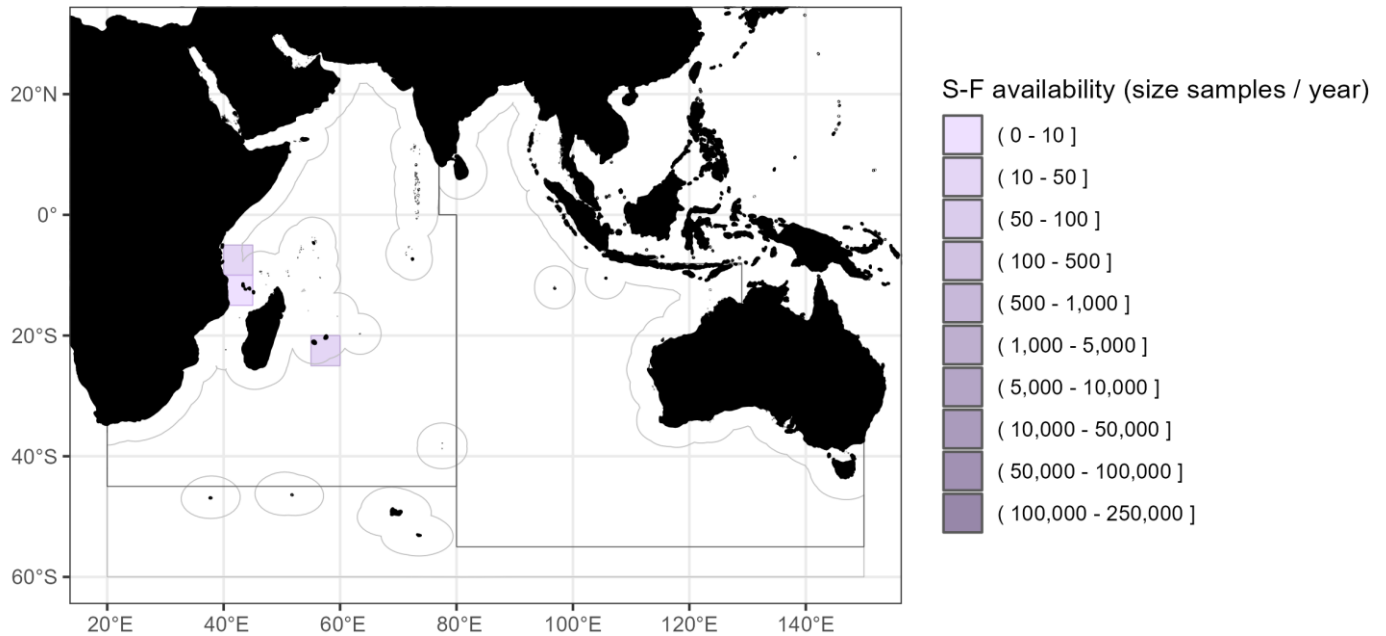 S-F availability (size samples / year)
( 0 - 10 ]
( 10 - 50 ]
( 50 - 100 ]
( 100 - 500 ]
( 500 - 1,000 ]
( 1,000 - 5,000 ]
( 5,000 - 10,000 ]
( 10,000 - 50,000 ]
( 50,000 - 100,000 ]
( 100,000 - 250,000 ]
20°N
0°
20°S
40°S
60°S
20°E 40°E 60°E 80°E 100°E 120°E 140°E